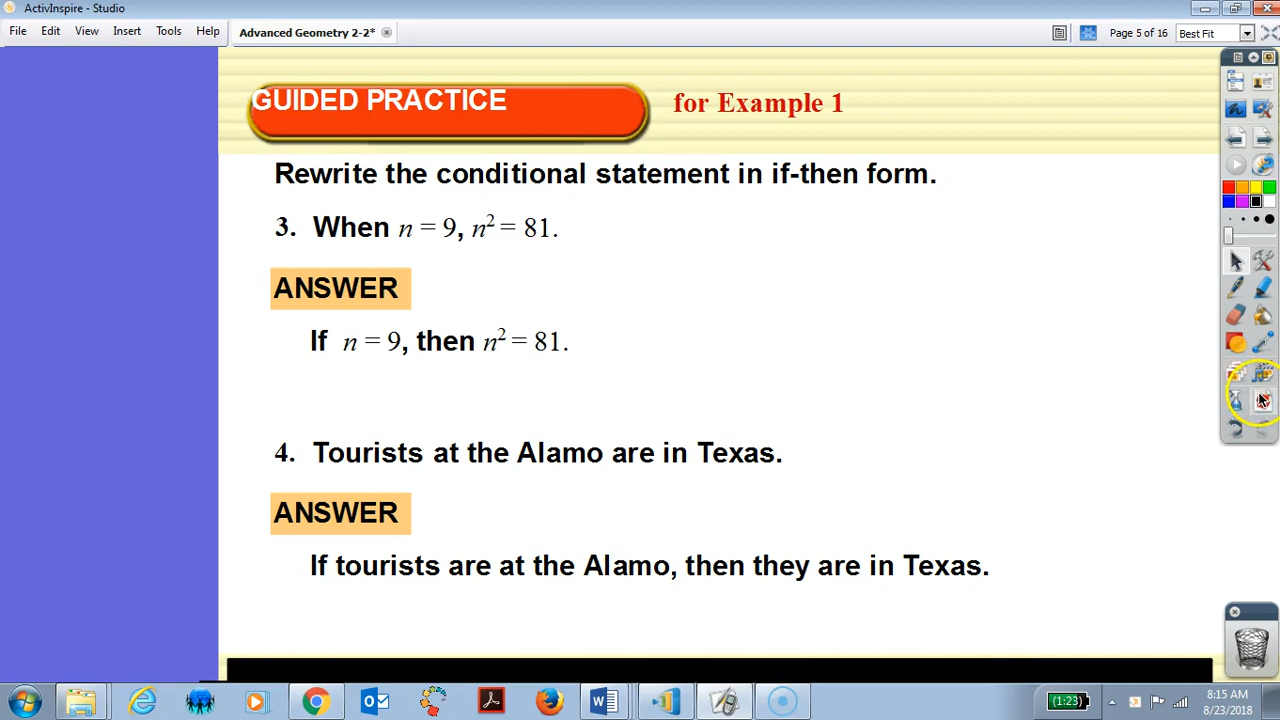 ActivInspire - Studio
File Edit View Insert Tools Help
Advanced Geometry 2-2*
Page 5 of 16
Best Fit
GUIDED PRACTICE
for Example 1
Rewrite the conditional statement in if-then form.
3. When n = 9, n² = 81.
ANSWER
If n = 9, then n² = 81.
4. Tourists at the Alamo are in Texas.
ANSWER
If tourists are at the Alamo, then they are in Texas.
(1:23)
8:15 AM
8/23/2018